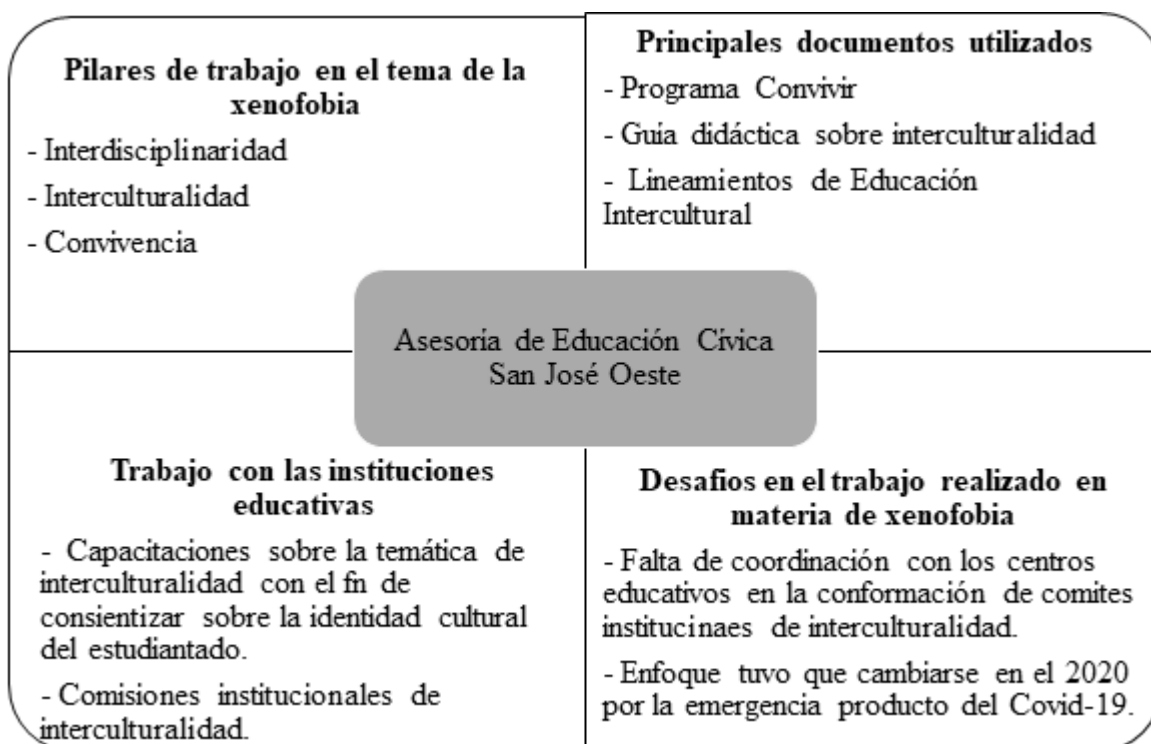 Pilares de trabajo en el tema de la
xenofobia
- Interdisciplinaridad
- Interculturalidad
- Convivencia
Principales documentos utilizados
- Programa Convivir
- Guía didáctica sobre interculturalidad
- Lineamientos de Educación
Intercultural
Asesoría de Educación Cívica
San José Oeste
Trabajo con las instituciones
educativas
- Capacitaciones sobre la temática de
interculturalidad con el fn de
consientizar sobre la identidad cultural
del estudiantado.
- Comisiones institucionales de
interculturalidad.
Desafios en el trabajo realizado en
materia de xenofobia
- Falta de coordinación con los centros
educativos en la conformación de comites
institucinaes de interculturalidad.
- Enfoque tuvo que cambiarse en el 2020
por la emergencia producto del Covid-19.